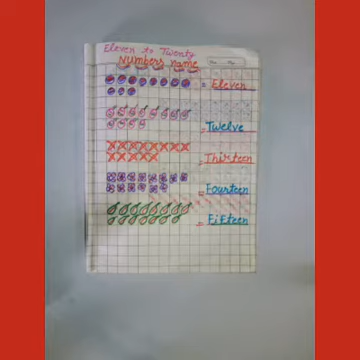 Eleven to Twenty
Numbers name
= Eleven
= Twelve
= Thirteen
= Fourteen
= Fifteen